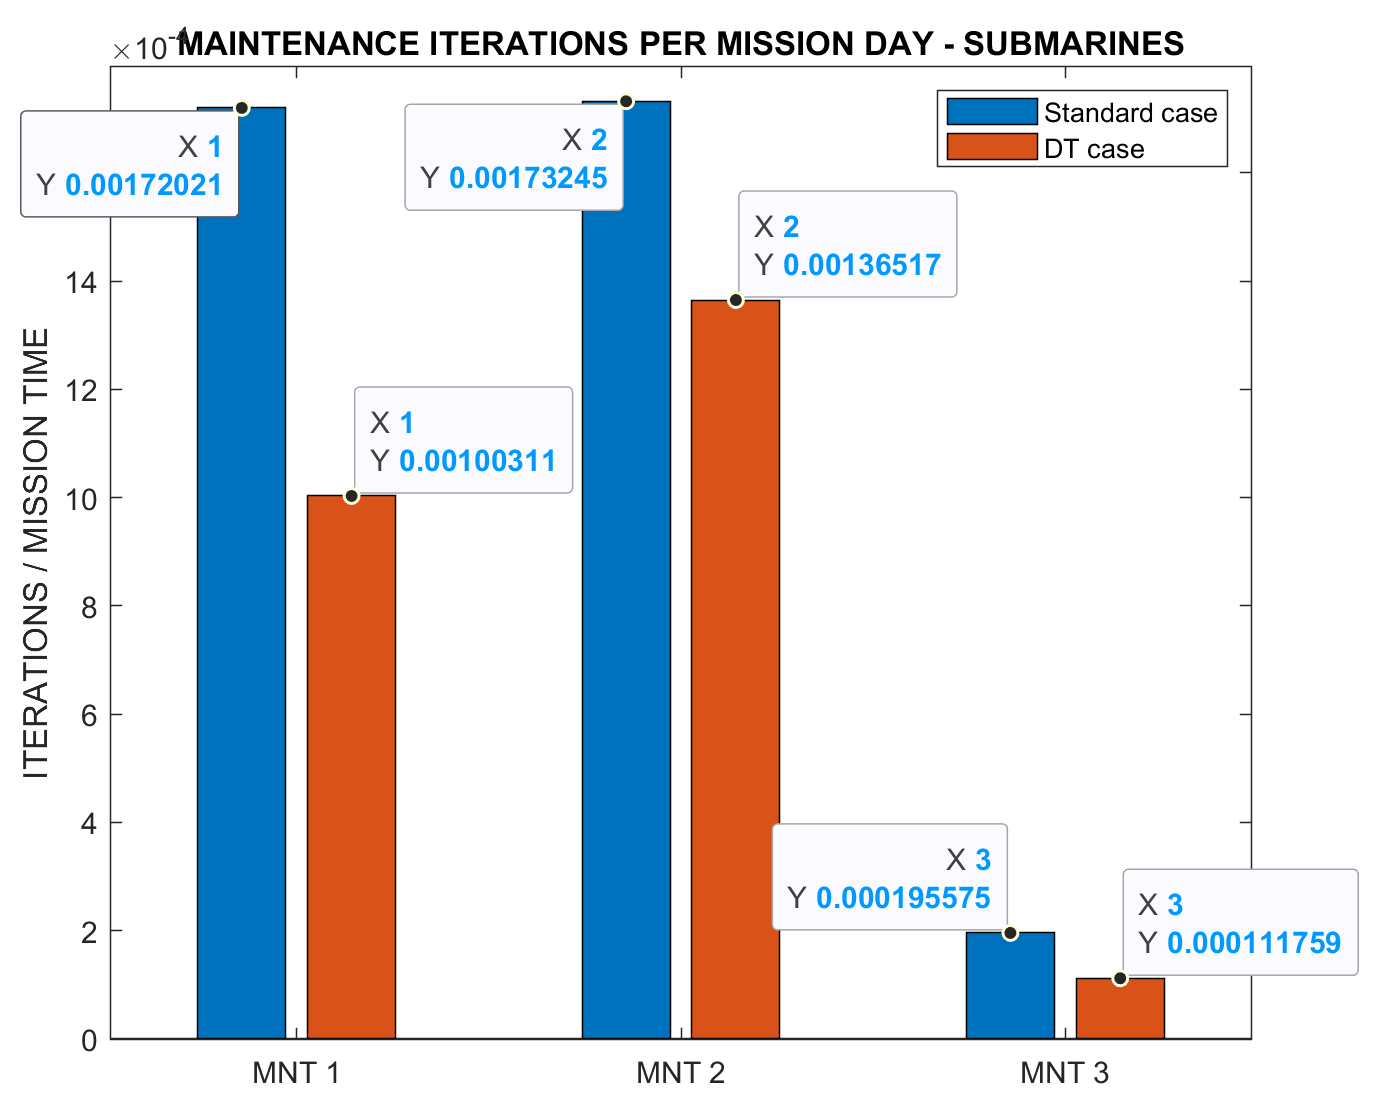 ×10-4
MAINTENANCE ITERATIONS PER MISSION DAY - SUBMARINES
Standard case
DT case
X 1
Y 0.00172021
X 2
Y 0.00173245
X 2
Y 0.00136517
X 1
Y 0.00100311
X 3
Y 0.000195575
X 3
Y 0.000111759
ITERATIONS / MISSION TIME
14
12
10
8
6
4
2
0
MNT 1
MNT 2
MNT 3